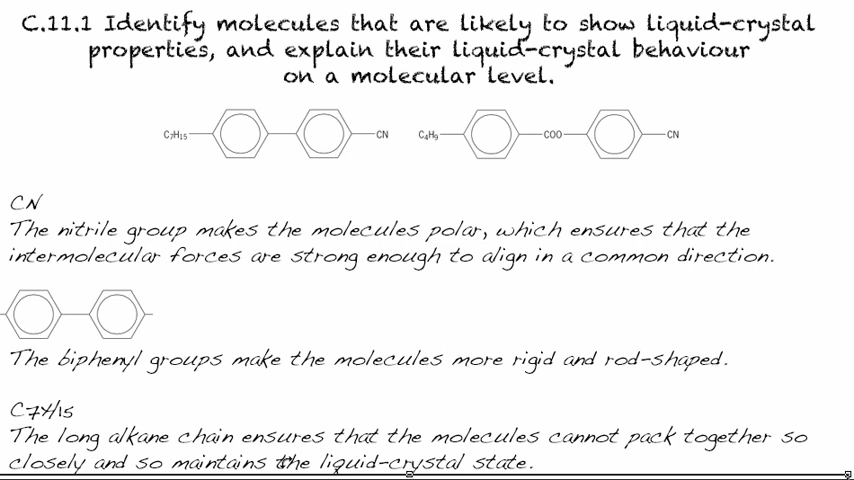 C.11.1 Identify molecules that are likely to show liquid-crystal
properties, and explain their liquid-crystal behaviour
on a molecular level.
C₇H₁₅ CN C₄H₉ COO CN
CN
The nitrile group makes the molecules polar, which ensures that the
intermolecular forces are strong enough to align in a common direction.
The biphenyl groups make the molecules more rigid and rod-shaped.
C7H15
The long alkane chain ensures that the molecules cannot pack together so
closely and so maintains the liquid-crystal state.